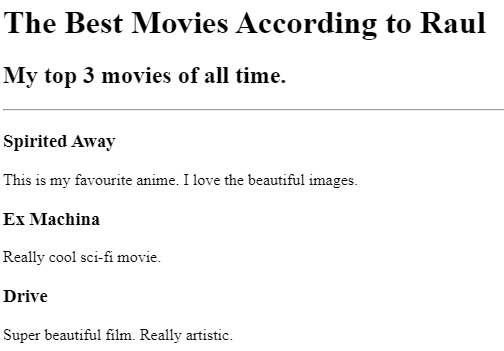 The Best Movies According to Raul
My top 3 movies of all time.
Spirited Away
This is my favourite anime. I love the beautiful images.
Ex Machina
Really cool sci-fi movie.
Drive
Super beautiful film. Really artistic.